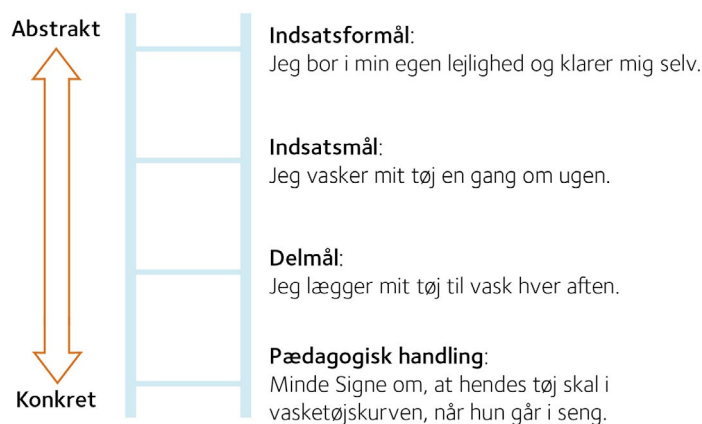 Abstrakt
Indsatsformål:
Jeg bor i min egen lejlighed og klarer mig selv.
Indsatsmål:
Jeg vasker mit tøj en gang om ugen.
Delmål:
Jeg lægger mit tøj til vask hver aften.
Pædagogisk handling:
Minde Signe om, at hendes tøj skal i
vasketøjskurven, når hun går i seng.
Konkret